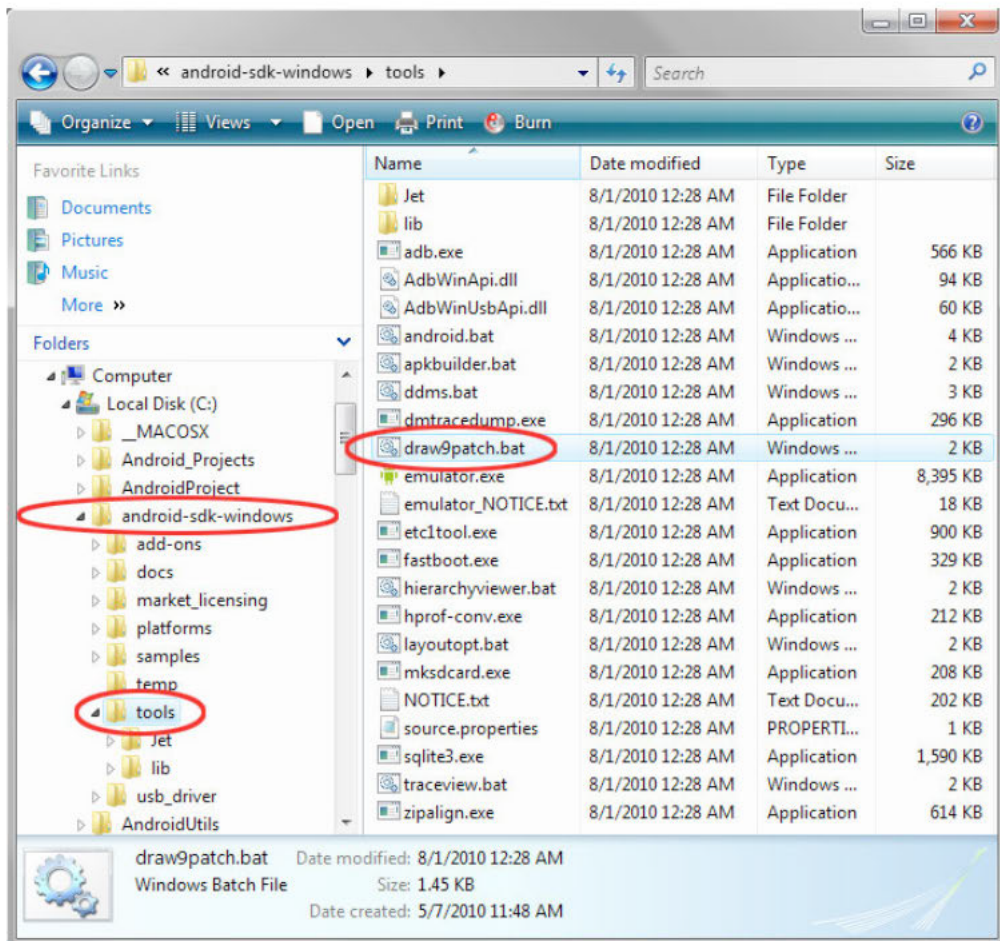 « android-sdk-windows ▸ tools ▸ Search
Organize Views Open Print Burn
Favorite Links
Documents
Pictures
Music
More »
Folders
Computer
Local Disk (C:)
__MACOSX
Android_Projects
AndroidProject
android-sdk-windows
add-ons
docs
market_licensing
platforms
samples
temp
tools
Jet
lib
usb_driver
AndroidUtils
Name Date modified Type Size
Jet 8/1/2010 12:28 AM File Folder
lib 8/1/2010 12:28 AM File Folder
adb.exe 8/1/2010 12:28 AM Application 566 KB
AdbWinApi.dll 8/1/2010 12:28 AM Applicatio... 94 KB
AdbWinUsbApi.dll 8/1/2010 12:28 AM Applicatio... 60 KB
android.bat 8/1/2010 12:28 AM Windows ... 4 KB
apkbuilder.bat 8/1/2010 12:28 AM Windows ... 2 KB
ddms.bat 8/1/2010 12:28 AM Windows ... 3 KB
dmtracedump.exe 8/1/2010 12:28 AM Application 296 KB
draw9patch.bat 8/1/2010 12:28 AM Windows ... 2 KB
emulator.exe 8/1/2010 12:28 AM Application 8,395 KB
emulator_NOTICE.txt 8/1/2010 12:28 AM Text Docu... 18 KB
etc1tool.exe 8/1/2010 12:28 AM Application 900 KB
fastboot.exe 8/1/2010 12:28 AM Application 329 KB
hierarchyviewer.bat 8/1/2010 12:28 AM Windows ... 2 KB
hprof-conv.exe 8/1/2010 12:28 AM Application 212 KB
layoutopt.bat 8/1/2010 12:28 AM Windows ... 2 KB
mksdcard.exe 8/1/2010 12:28 AM Application 208 KB
NOTICE.txt 8/1/2010 12:28 AM Text Docu... 202 KB
source.properties 8/1/2010 12:28 AM PROPERTI... 1 KB
sqlite3.exe 8/1/2010 12:28 AM Application 1,590 KB
traceview.bat 8/1/2010 12:28 AM Windows ... 2 KB
zipalign.exe 8/1/2010 12:28 AM Application 614 KB
draw9patch.bat Date modified: 8/1/2010 12:28 AM
Windows Batch File Size: 1.45 KB
Date created: 5/7/2010 11:48 AM